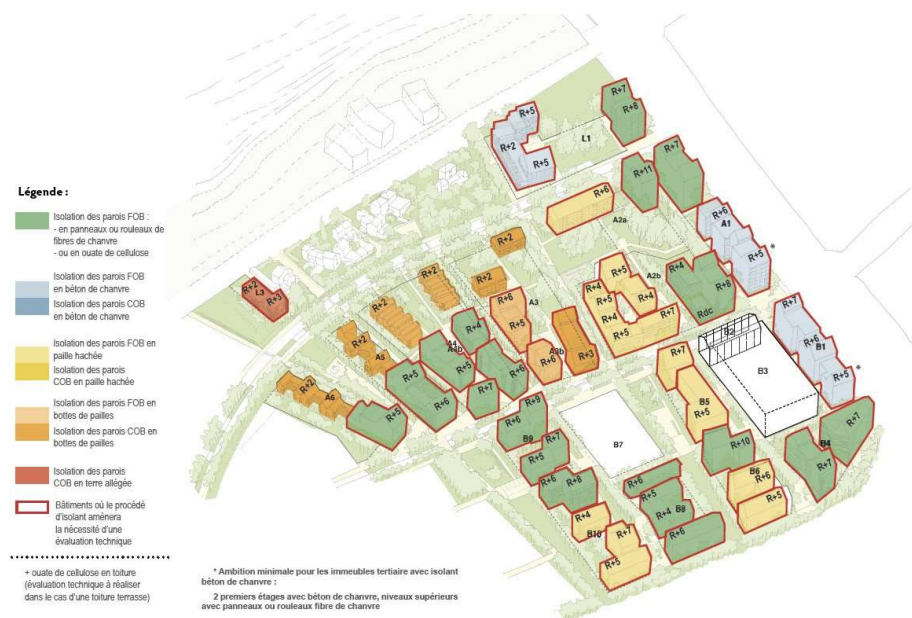 Légende :
Isolation des parois FOB :
- en panneaux ou rouleaux de
fibres de chanvre
- ou en ouate de cellulose
Isolation des parois FOB
en béton de chanvre
Isolation des parois COB
en béton de chanvre
Isolation des parois FOB en
paille hachée
Isolation des parois
COB en paille hachée
Isolation des parois FOB en
bottes de pailles
Isolation des parois COB en
bottes de pailles
Isolation des parois
COB en terre allégée
Bâtiments où le procédé
d'isolant amènera
la nécessité d'une
évaluation technique
+ ouate de cellulose en toiture
(évaluation technique à réaliser
dans le cas d'une toiture terrasse)
* Ambition minimale pour les immeubles tertiaire avec isolant
béton de chanvre :
2 premiers étages avec béton de chanvre, niveaux supérieurs
avec panneaux ou rouleaux fibre de chanvre
R+7
R+8
R+5
R+2
R+5
L1
R+7
R+11
R+6
A2a
R+6
A1
R+5
*
R+2
R+2
R+2
R+2
R+3
L3
R+2
R+6
A3
R+5
R+5
R+4
R+5
R+4
R+4
R+5
R+7
A2b
R+4
R+8
Rdc
R+7
R+6
B1
R+5
*
B2
B3
R+4
A4
R+5
R+6
A3b
R+3
R+2
A5
R+2
A6
R+5
R+5
R+6
R+7
R+6
R+7
B5
R+5
R+9
R+6
B9
R+7
R+5
B7
R+10
R+7
B4
R+7
R+6
R+8
R+6
R+5
R+4
B8
R+6
B6
R+6
R+5
R+4
B10
R+7
R+5